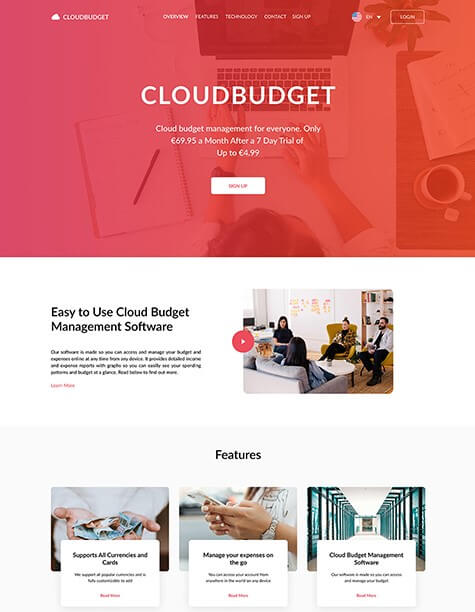 CLOUDBUDGET
OVERVIEW FEATURES TECHNOLOGY CONTACT SIGN UP
EN
LOGIN
CLOUDBUDGET
Cloud budget management for everyone. Only
€69.95 a Month After a 7 Day Trial of
Up to €4.99
SIGN UP
Easy to Use Cloud Budget
Management Software
Our software is made so you can access and manage your budget and
expenses online at any time from any device. It provides detailed income
and expense reports with graphs so you can easily see your spending
patterns and budget at a glance. Read below to find out more.
Learn More
Features
Supports All Currencies and
Cards
We support all popular currencies and is
fully customizable to add
Read More
Manage your expenses on
the go
You can access your account from
anywhere in the world on any device
Read More
Cloud Budget Management
Software
Our software is made so you can access
and manage your budget.
Read More